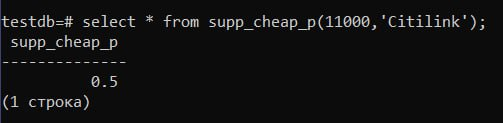 testdb=# select * from supp_cheap_p(11000,'Citilink');
supp_cheap_p
--------------
0.5
(1 строка)